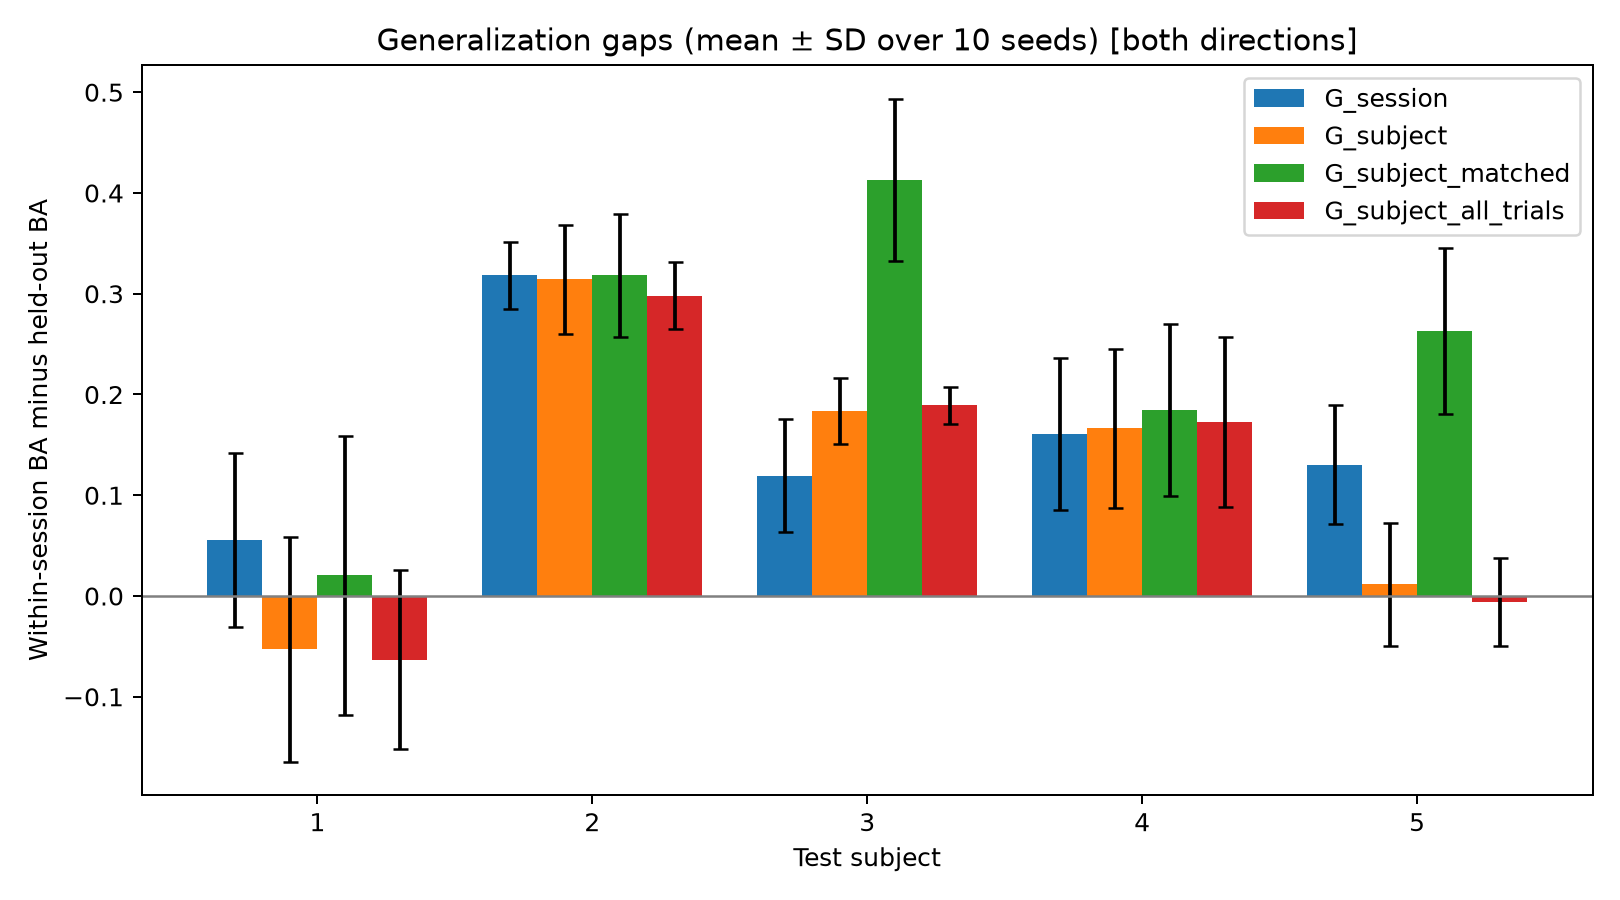 Generalization gaps (mean ± SD over 10 seeds) [both directions]
Within-session BA minus held-out BA
0.5
0.4
0.3
0.2
0.1
0.0
−0.1
G_session
G_subject
G_subject_matched
G_subject_all_trials
1 2 3 4 5
Test subject